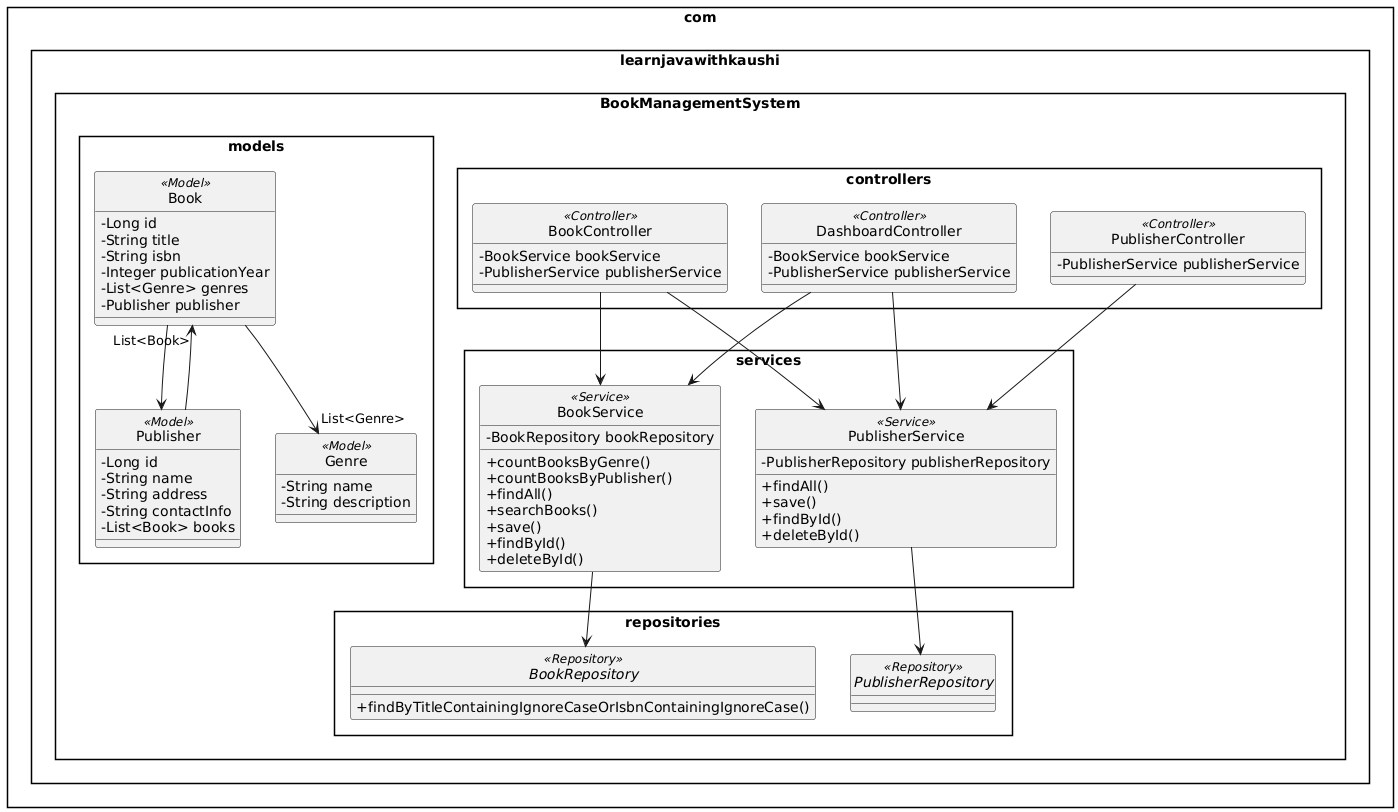 com
learnjavawithkaushi
BookManagementSystem
models
«Model»
Book
-Long id
-String title
-String isbn
-Integer publicationYear
-List<Genre> genres
-Publisher publisher
List<Book>
«Model»
Publisher
-Long id
-String name
-String address
-String contactInfo
-List<Book> books
List<Genre>
«Model»
Genre
-String name
-String description
controllers
«Controller»
BookController
-BookService bookService
-PublisherService publisherService
«Controller»
DashboardController
-BookService bookService
-PublisherService publisherService
«Controller»
PublisherController
-PublisherService publisherService
services
«Service»
BookService
-BookRepository bookRepository
+countBooksByGenre()
+countBooksByPublisher()
+findAll()
+searchBooks()
+save()
+findById()
+deleteById()
«Service»
PublisherService
-PublisherRepository publisherRepository
+findAll()
+save()
+findById()
+deleteById()
repositories
«Repository»
BookRepository
+findByTitleContainingIgnoreCaseOrIsbnContainingIgnoreCase()
«Repository»
PublisherRepository